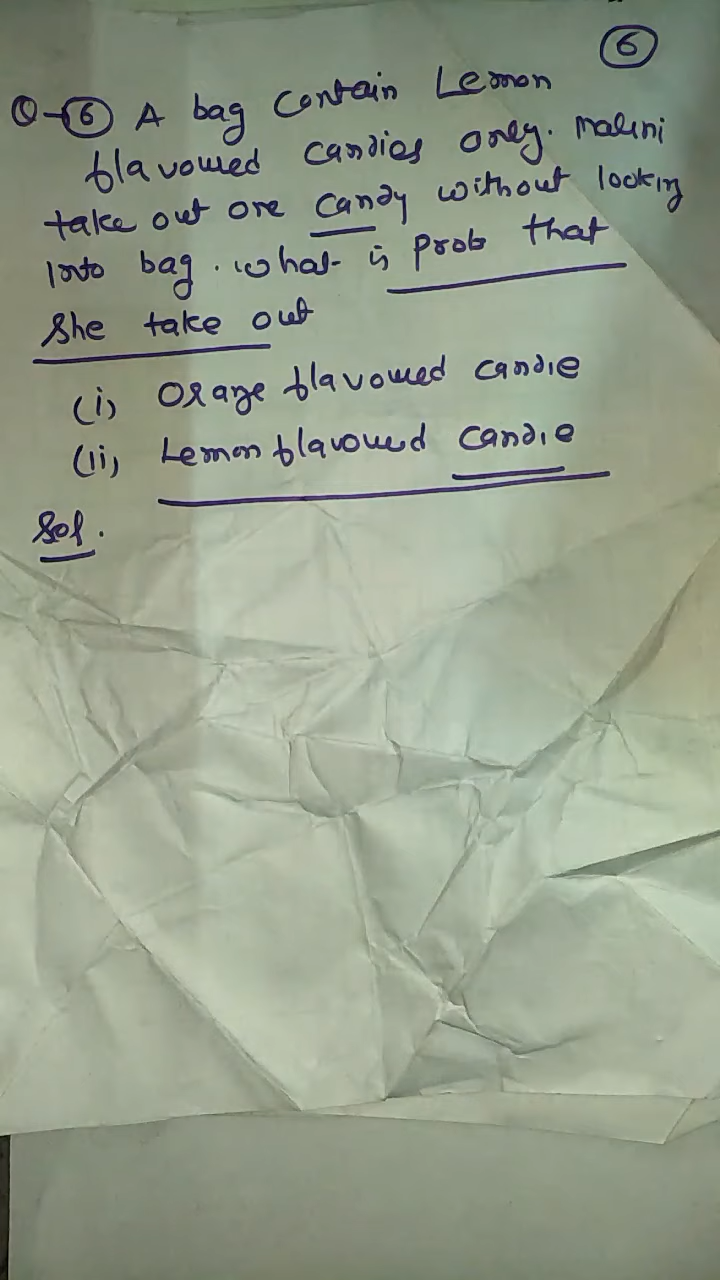 6
Q-6 A bag contain Lemon
flavoured candies only. Malini
take out one candy without looking
into bag. what is prob that
She take out
(i) Orange flavoured candie
(ii) Lemon flavoured candie
Sol.